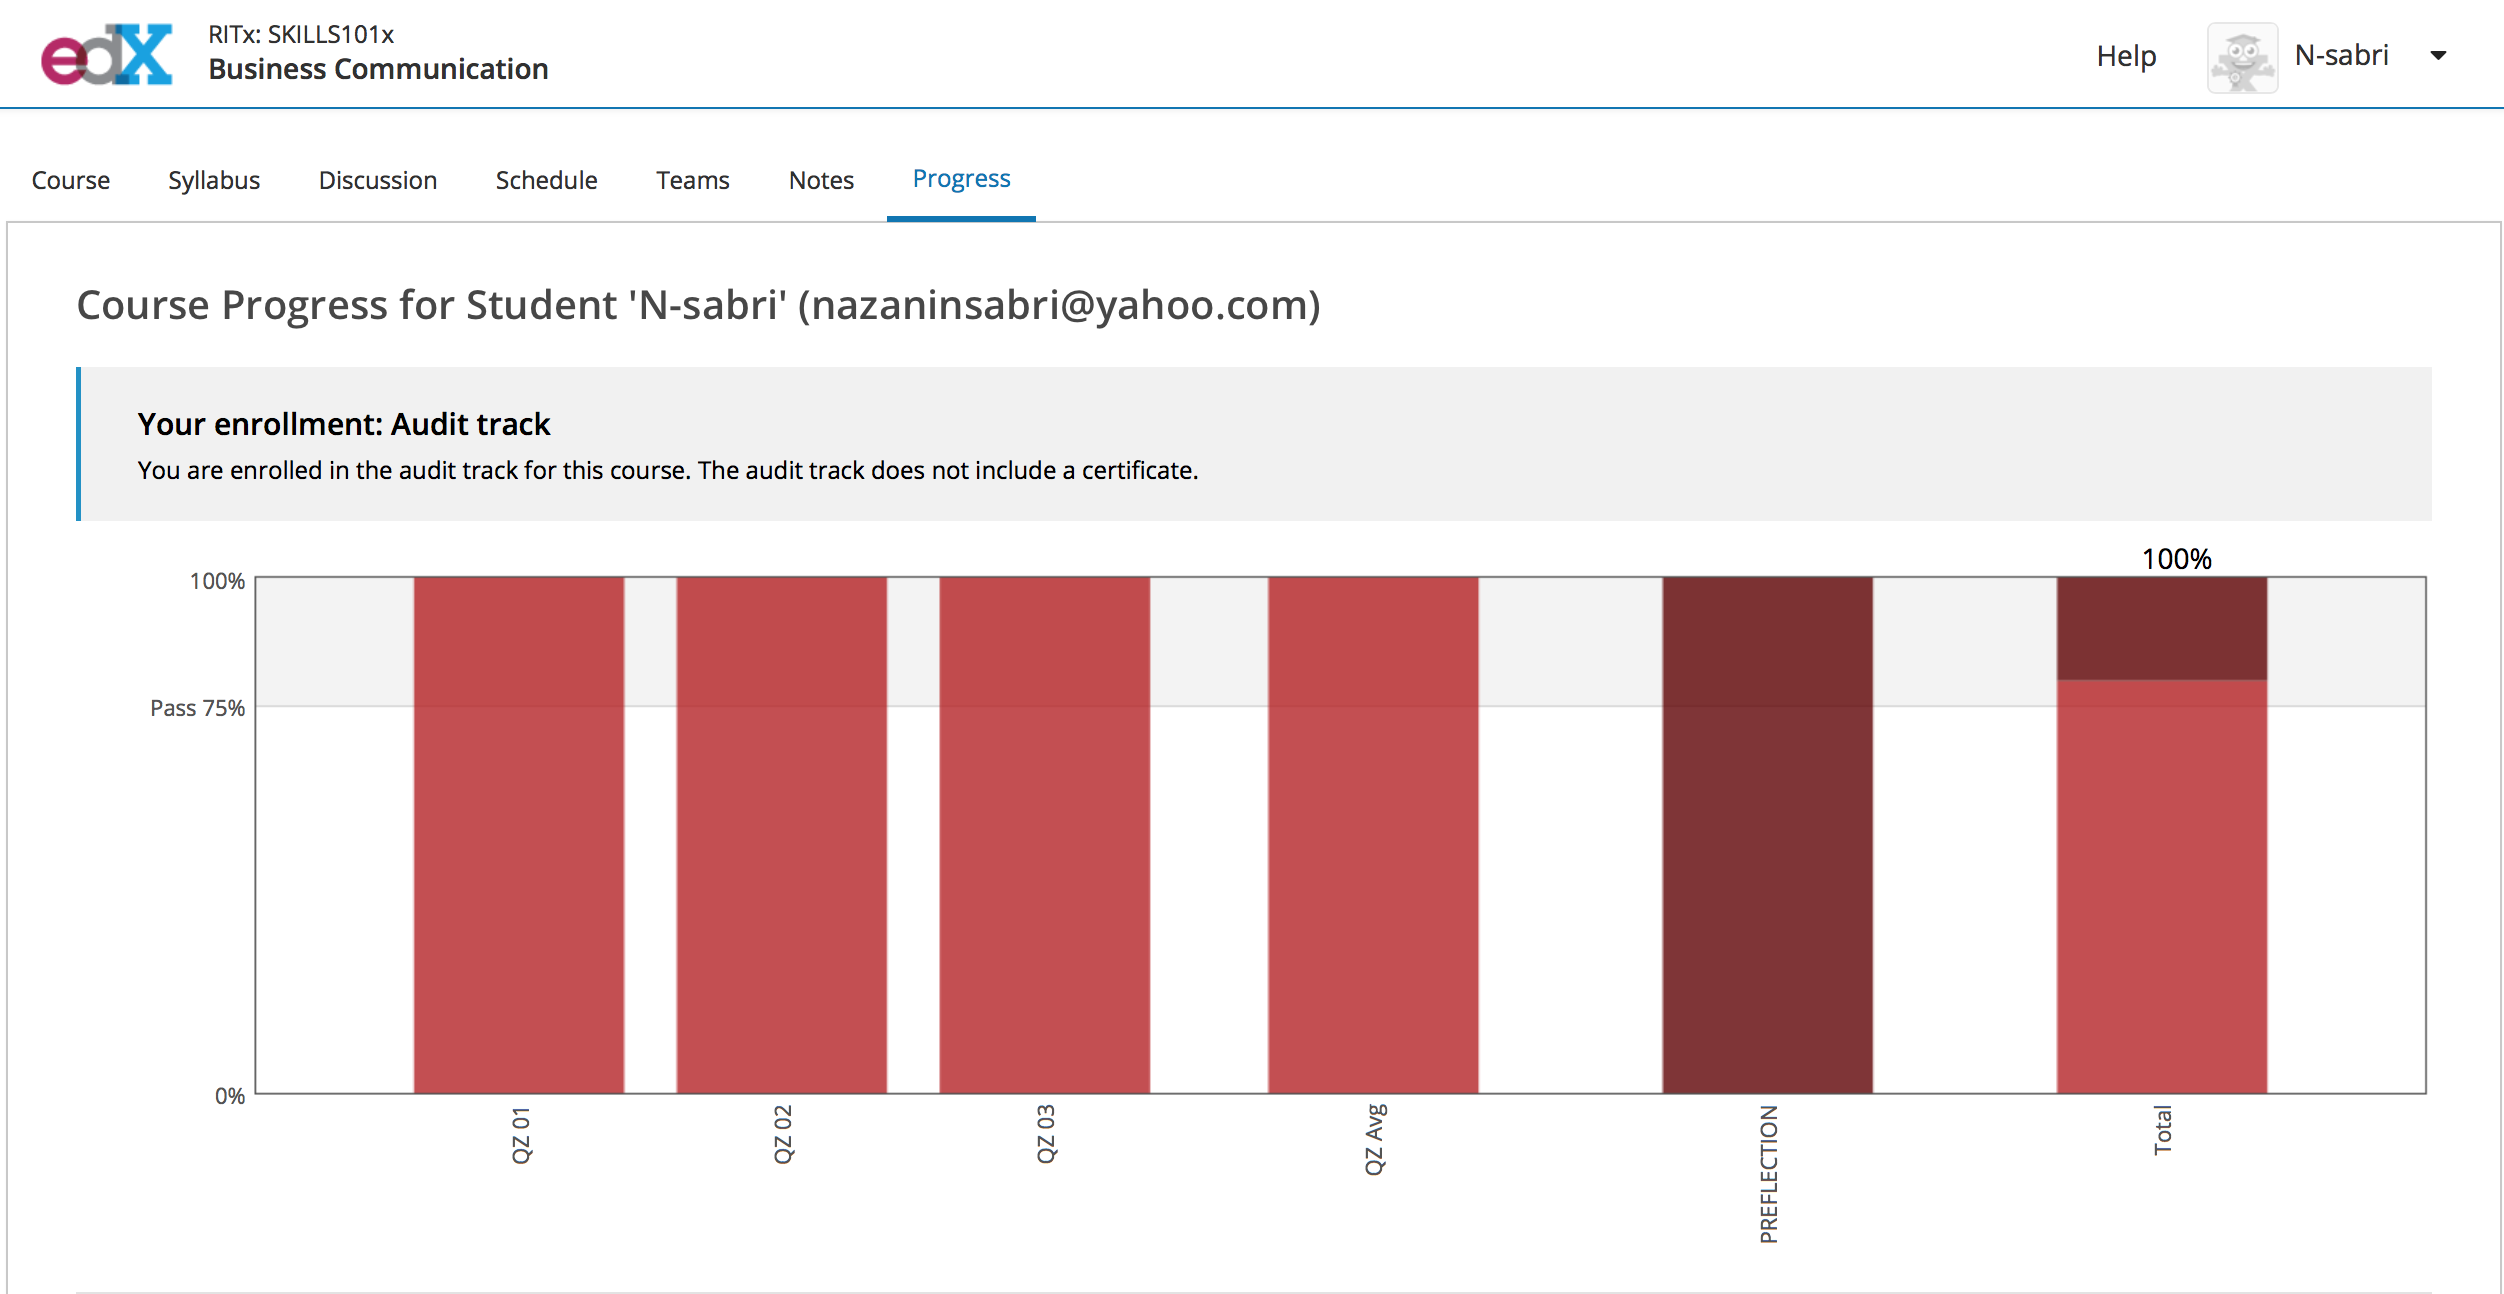 edX
RITx: SKILLS101x
Business Communication
Help
N-sabri
Course
Syllabus
Discussion
Schedule
Teams
Notes
Progress
Course Progress for Student 'N-sabri' (nazaninsabri@yahoo.com)
Your enrollment: Audit track
You are enrolled in the audit track for this course. The audit track does not include a certificate.
100%
100%
Pass 75%
0%
QZ 01
QZ 02
QZ 03
QZ Avg
PREFLECTION
Total